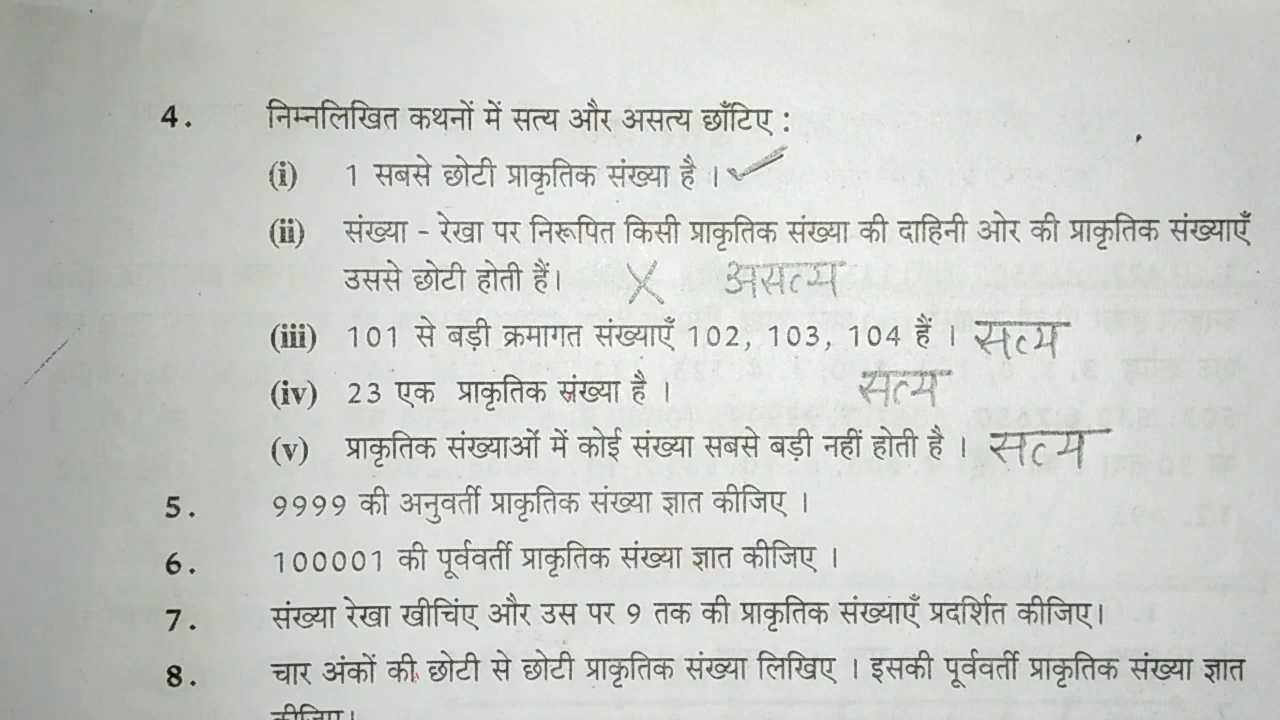 4. निम्नलिखित कथनों में सत्य और असत्य छाँटिए :
(i) 1 सबसे छोटी प्राकृतिक संख्या है । ✓
(ii) संख्या - रेखा पर निरूपित किसी प्राकृतिक संख्या की दाहिनी ओर की प्राकृतिक संख्याएँ
उससे छोटी होती हैं। X असत्य
(iii) 101 से बड़ी क्रमागत संख्याएँ 102, 103, 104 हैं । सत्य
(iv) 23 एक प्राकृतिक संख्या है । सत्य
(v) प्राकृतिक संख्याओं में कोई संख्या सबसे बड़ी नहीं होती है । सत्य
5. 9999 की अनुवर्ती प्राकृतिक संख्या ज्ञात कीजिए ।
6. 100001 की पूर्ववर्ती प्राकृतिक संख्या ज्ञात कीजिए ।
7. संख्या रेखा खीचिंए और उस पर 9 तक की प्राकृतिक संख्याएँ प्रदर्शित कीजिए।
8. चार अंकों की छोटी से छोटी प्राकृतिक संख्या लिखिए । इसकी पूर्ववर्ती प्राकृतिक संख्या ज्ञात
कीजिए।